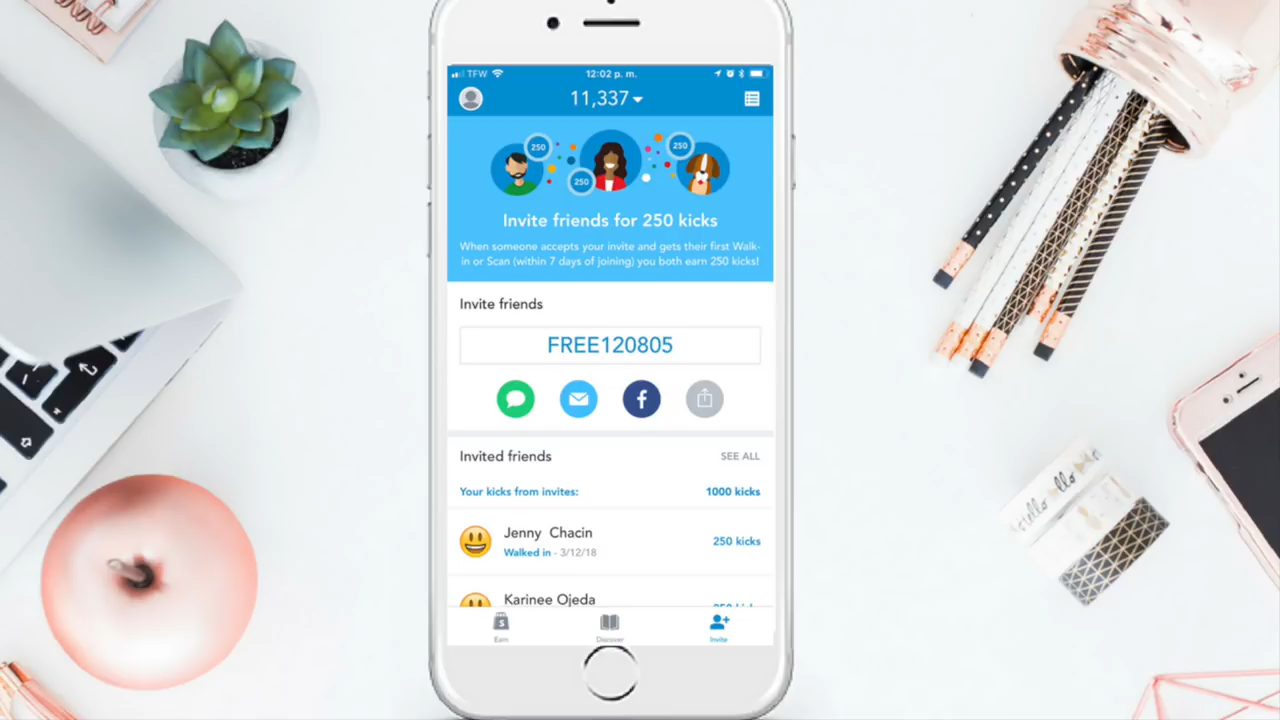 TFW
12:02 p. m.
11,337
250
250
250
Invite friends for 250 kicks
When someone accepts your invite and gets their first Walk-
in or Scan (within 7 days of joining) you both earn 250 kicks!
Invite friends
FREE120805
Invited friends
SEE ALL
Your kicks from invites:
1000 kicks
Jenny Chacin
250 kicks
Walked in - 3/12/18
Karinee Ojeda
Earn
Discover
Invite
Hello